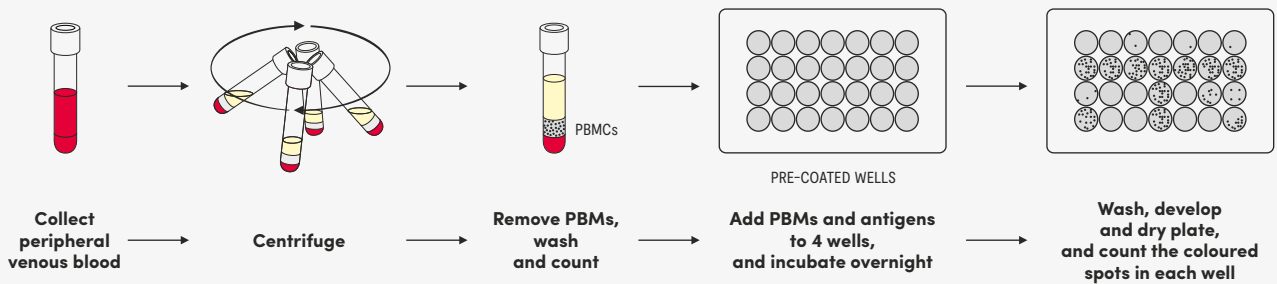 PBMCs
PRE-COATED WELLS
Collect
peripheral
venous blood
Centrifuge
Remove PBMs,
wash
and count
Add PBMs and antigens
to 4 wells,
and incubate overnight
Wash, develop
and dry plate,
and count the coloured
spots in each well